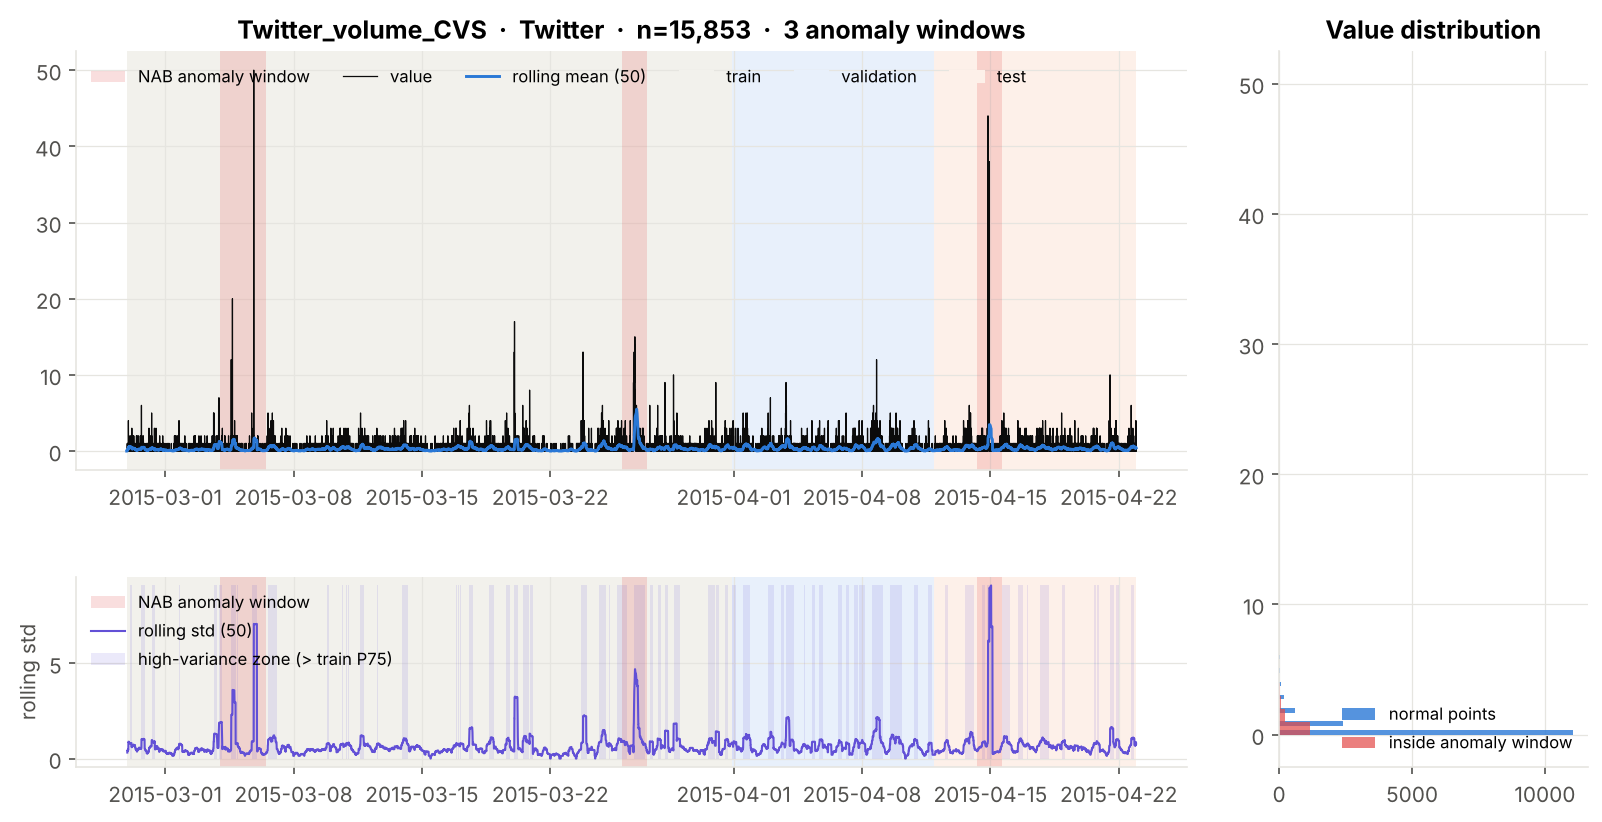 Twitter_volume_CVS · Twitter · n=15,853 · 3 anomaly windows
NAB anomaly window
value
rolling mean (50)
train
validation
test
50
40
30
20
10
0
2015-03-01
2015-03-08
2015-03-15
2015-03-22
2015-04-01
2015-04-08
2015-04-15
2015-04-22
rolling std
NAB anomaly window
rolling std (50)
high-variance zone (> train P75)
5
0
2015-03-01
2015-03-08
2015-03-15
2015-03-22
2015-04-01
2015-04-08
2015-04-15
2015-04-22
Value distribution
50
40
30
20
10
0
normal points
inside anomaly window
0
5000
10000